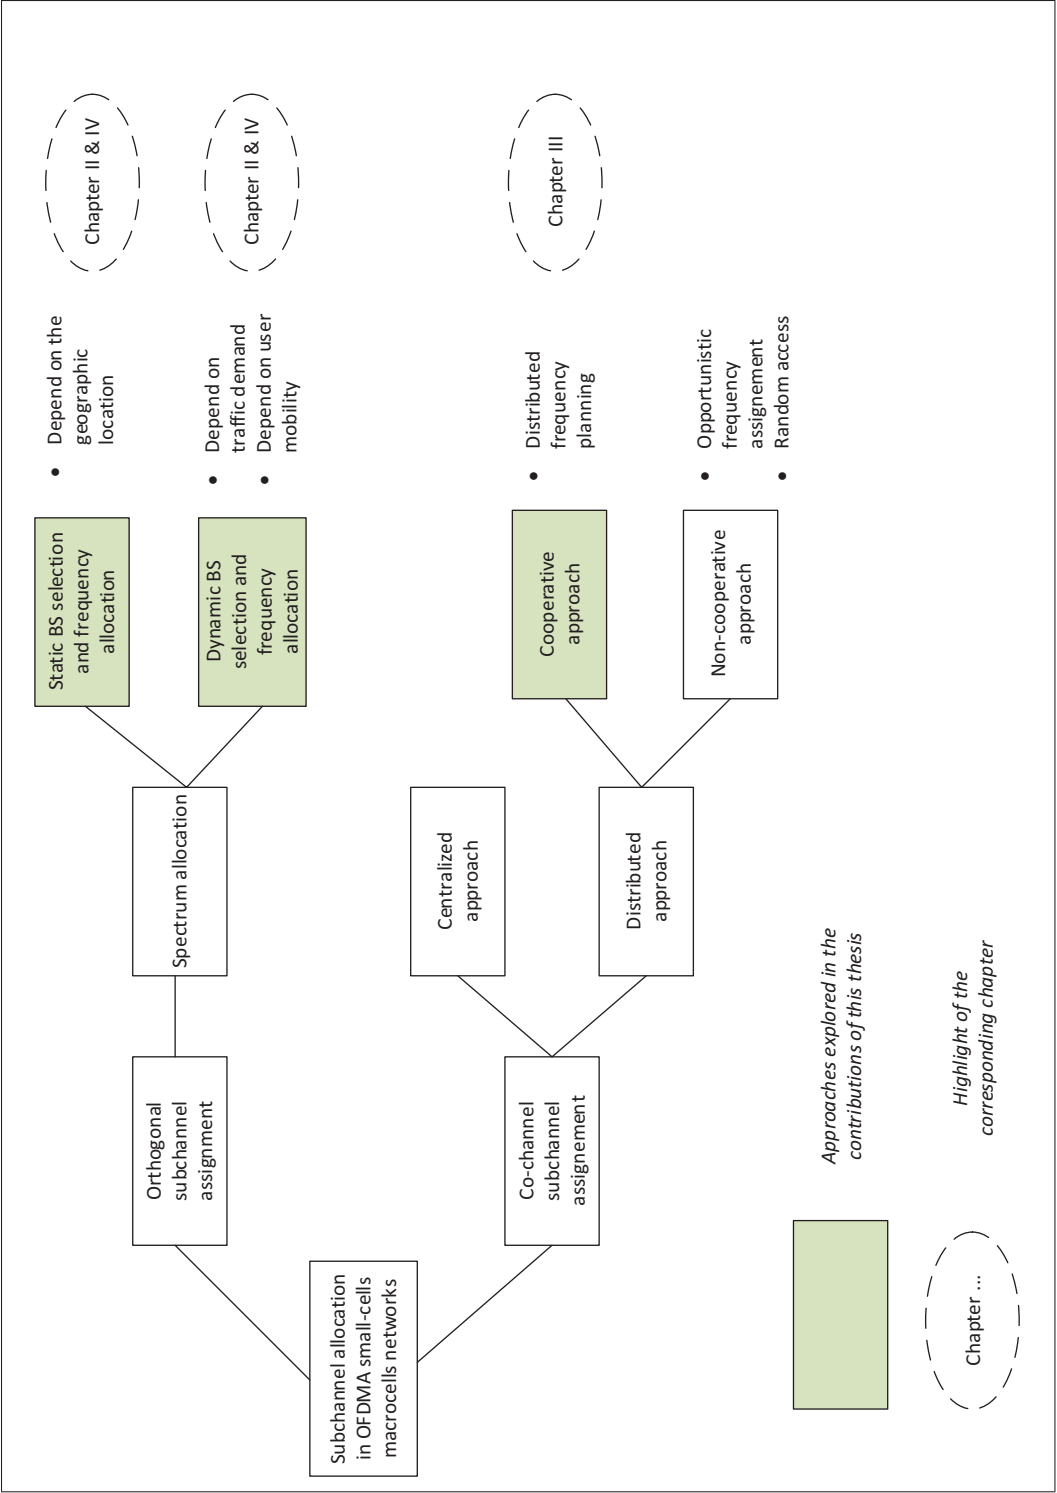 Subchannel allocation
in OFDMA small-cells
macrocells networks
Orthogonal
subchannel
assignment
Spectrum allocation
Static BS selection
and frequency
allocation
• Depend on the
geographic
location
Chapter II & IV
Dynamic BS
selection and
frequency
allocation
• Depend on
traffic demand
• Depend on user
mobility
Chapter II & IV
Co-channel
subchannel
assignement
Centralized
approach
Distributed
approach
Cooperative
approach
• Distributed
frequency
planning
Chapter III
Non-cooperative
approach
• Opportunistic
frequency
assignement
• Random access
Approaches explored in the
contributions of this thesis
Chapter ...
Highlight of the
corresponding chapter